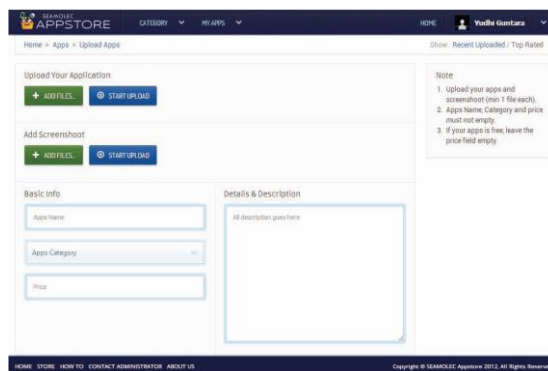 SEAMOLEC
APPSTORE
CATEGORY
MY APPS
HOME
Yudhi Guntara
Home > Apps > Upload Apps
Show: Recent Uploaded / Top Rated
Upload Your Application
+ ADD FILES..
START UPLOAD
Add Screenshoot
+ ADD FILES..
START UPLOAD
Basic Info
Apps Name
Apps Category
Price
Details & Description
All description goes here
Note
1. Upload your apps and
screenshoot (min 1 file each).
2. Apps Name, Category and price
must not empty.
3. If your apps is free, leave the
price field empty.
HOME STORE HOW TO CONTACT ADMINISTRATOR ABOUT US
Copyright © SEAMOLEC Appstore 2012, All Rights Reserve